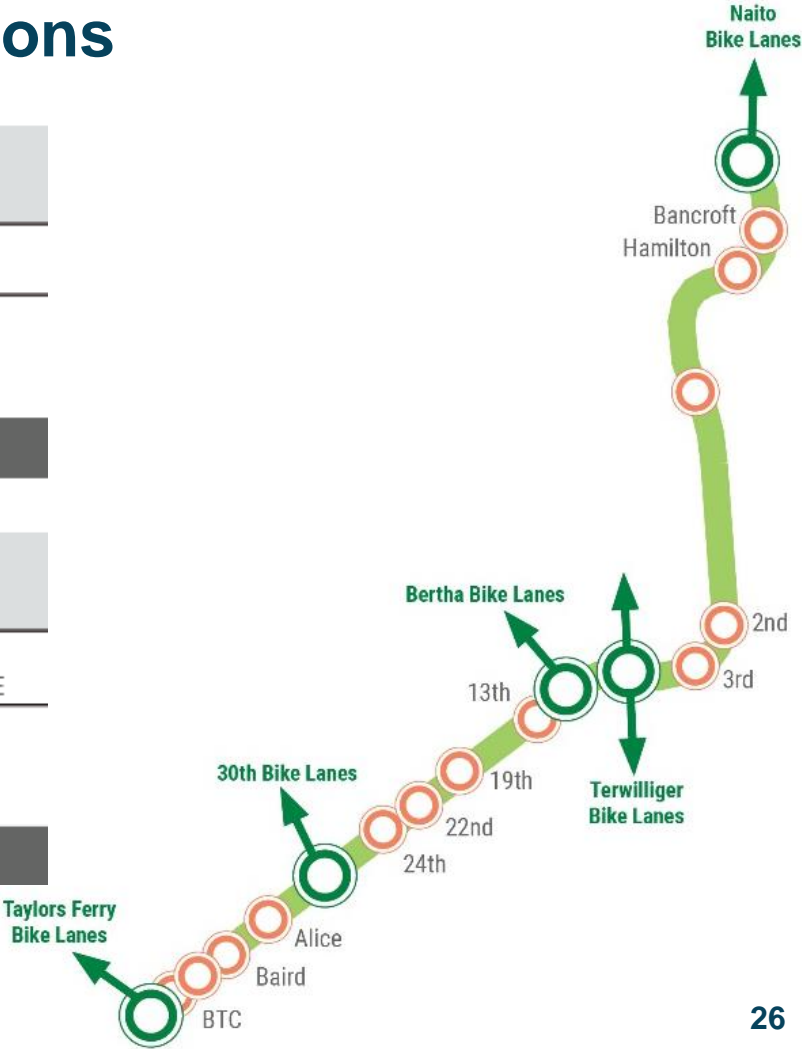 ons
Naito
Bike Lanes
Bancroft
Hamilton
Bertha Bike Lanes
2nd
3rd
13th
30th Bike Lanes
19th
Terwilliger
Bike Lanes
22nd
24th
Taylors Ferry
Bike Lanes
Alice
Baird
BTC
E
26